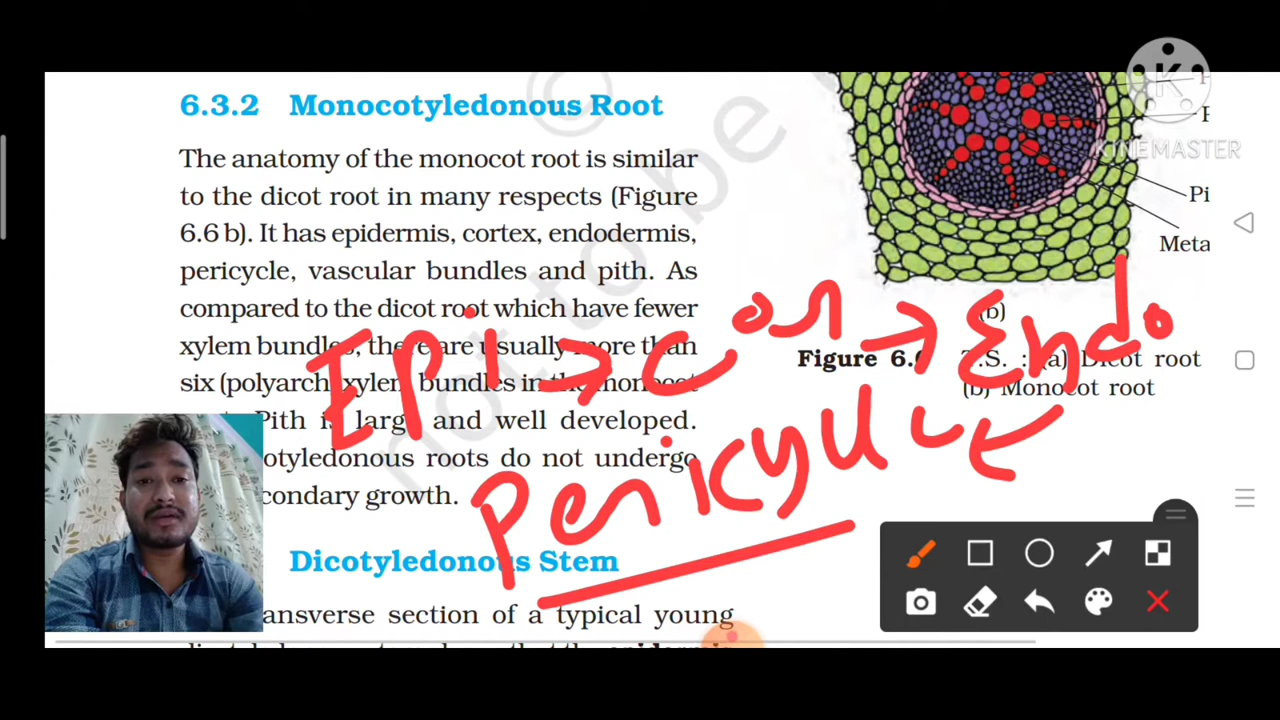 6.3.2 Monocotyledonous Root
The anatomy of the monocot root is similar
to the dicot root in many respects (Figure
6.6 b). It has epidermis, cortex, endodermis,
pericycle, vascular bundles and pith. As
compared to the dicot root which have fewer
xylem bundles, there are usually more than
six (polyarch) xylem bundles in the monocot
Pith is large and well developed.
otyledonous roots do not undergo
condary growth.
Dicotyledonous Stem
ansverse section of a typical young
not to be
©
KINEMASTER
K
Pi
Meta
(b)
Figure 6. T.S. : (a) Dicot root
(b) Monocot root
EPI → Cor → Endo
Pericycle